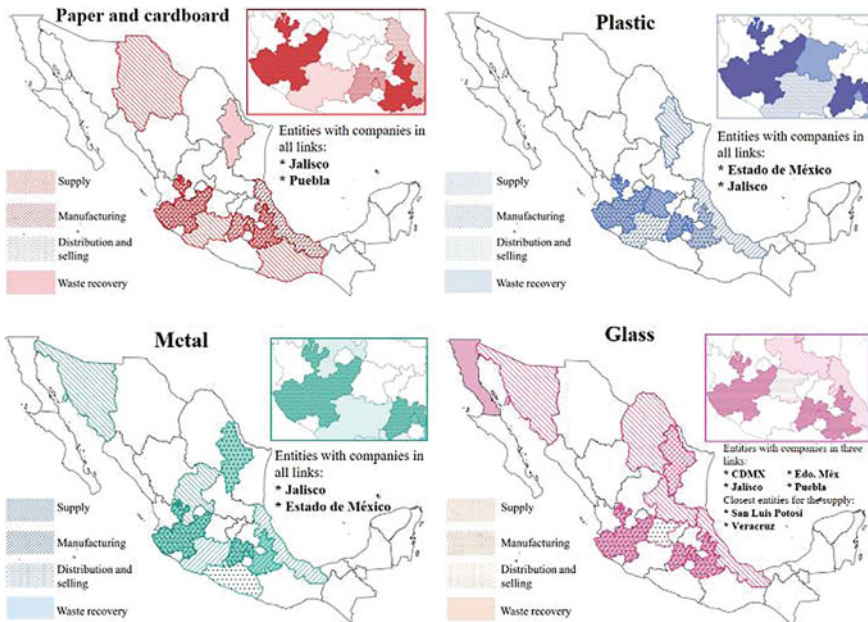 Paper and cardboard
Entities with companies in
all links:
* Jalisco
* Puebla
Supply
Manufacturing
Distribution and
selling
Waste recovery
Plastic
Entities with companies in
all links:
* Estado de México
* Jalisco
Supply
Manufacturing
Distribution and
selling
Waste recovery
Metal
Entities with companies in
all links:
* Jalisco
* Estado de México
Supply
Manufacturing
Distribution and
selling
Waste recovery
Glass
Entities with companies in three
links:
* CDMX * Edo. Méx
* Jalisco * Puebla
Closest entities for the supply:
* San Luis Potosí
* Veracruz
Supply
Manufacturing
Distribution and
selling
Waste recovery